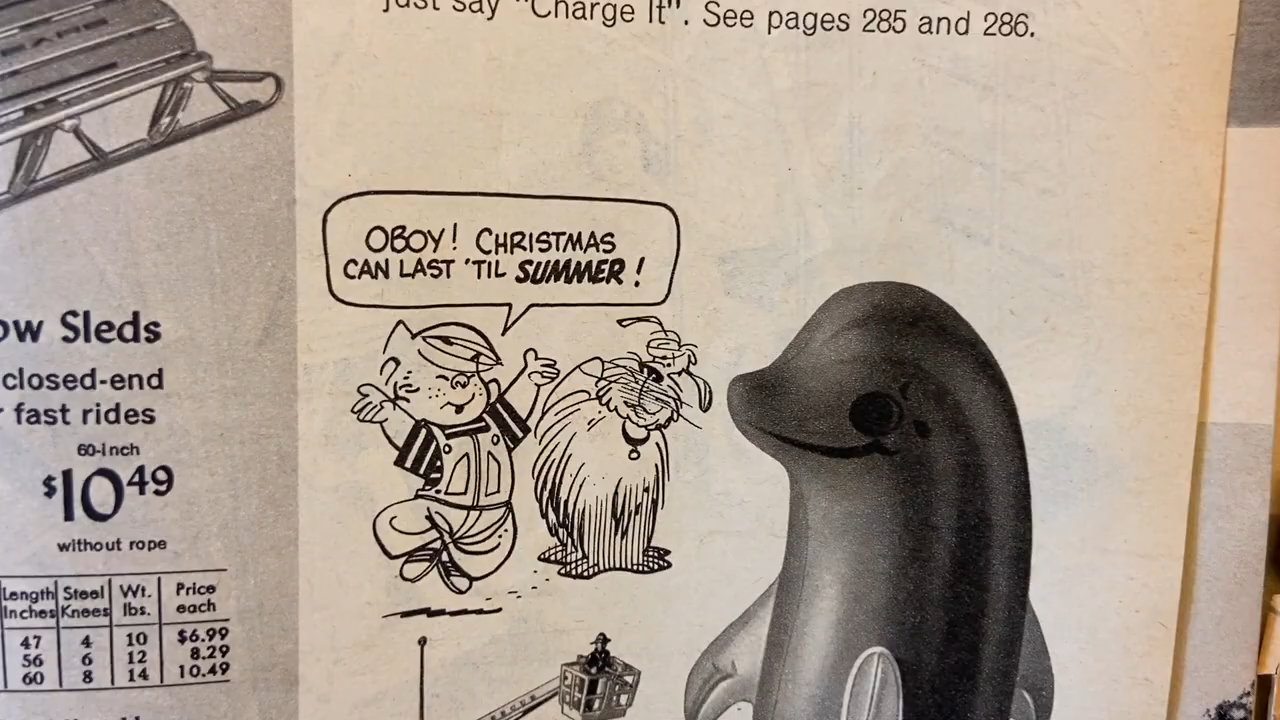 just say "Charge It". See pages 285 and 286.
OBOY! CHRISTMAS
CAN LAST 'TIL SUMMER!
ow Sleds
closed-end
fast rides
60-inch
$10.49
without rope
Length Inches Steel Knees Wt. lbs. Price each
47 4 10 $6.99
56 6 12 8.29
60 8 14 10.49